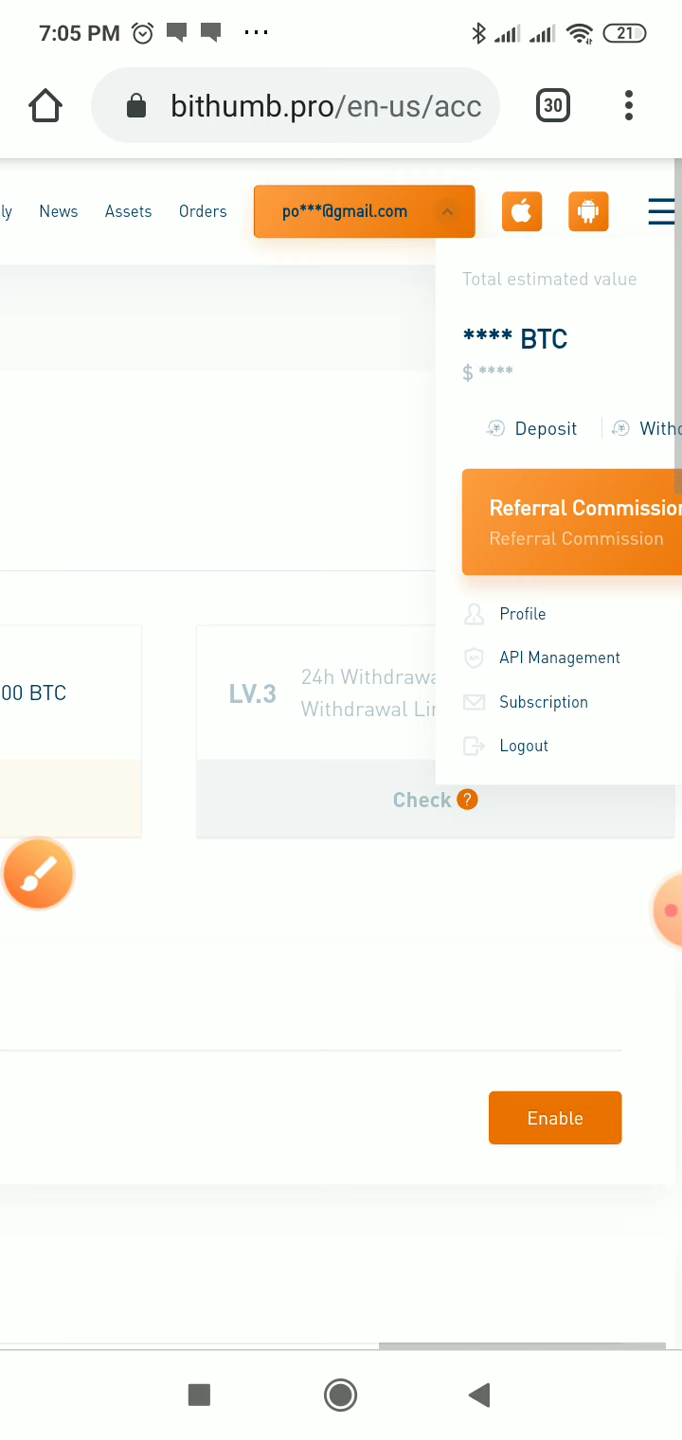 7:05 PM
21
bithumb.pro/en-us/acc
30
ly News Assets Orders po***@gmail.com
Total estimated value
**** BTC
$ ****
Deposit Withd
Referral Commission
Referral Commission
Profile
API Management
Subscription
Logout
00 BTC
LV.3
24h Withdrawa
Withdrawal Lir
Check ?
Enable